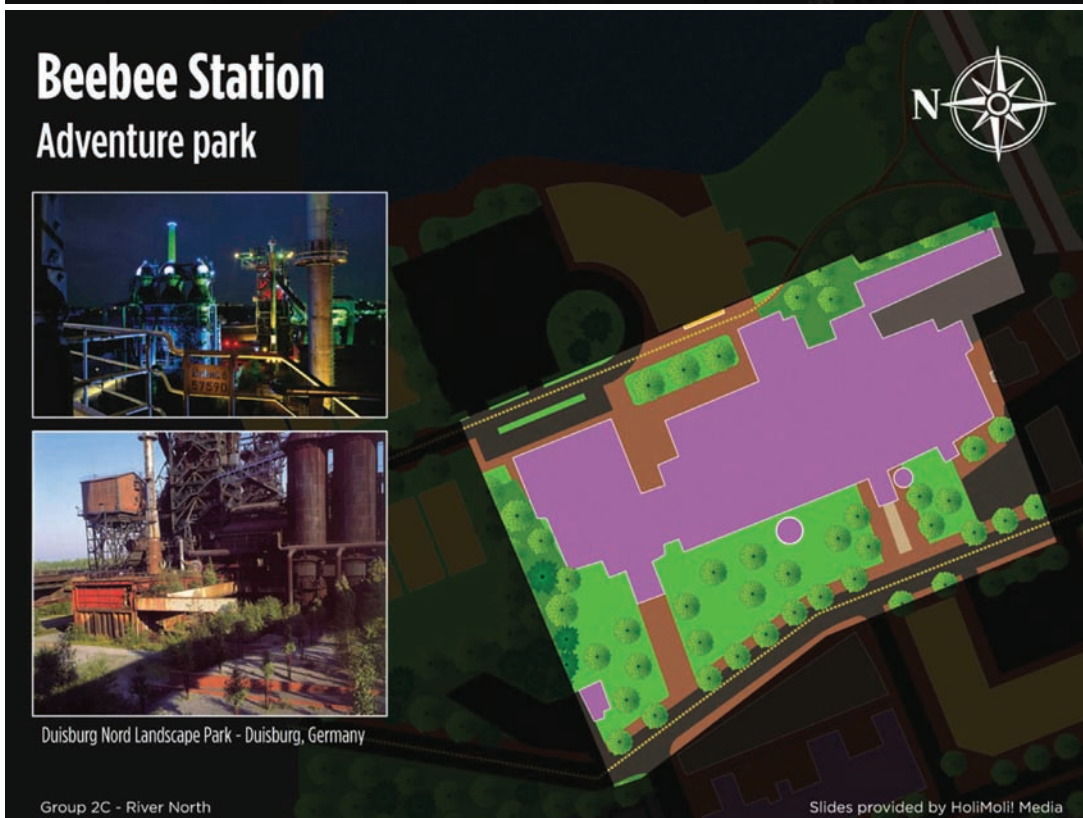 Beebee Station
Adventure park
N
57590
Duisburg Nord Landscape Park - Duisburg, Germany
Group 2C - River North
Slides provided by HoliMoli! Media